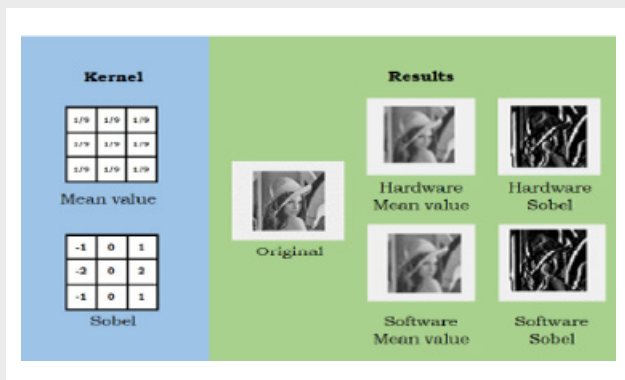 Kernel
1/9 1/9 1/9
1/9 1/9 1/9
1/9 1/9 1/9
Mean value
-1 0 1
-2 0 2
-1 0 1
Sobel
Results
Original
Hardware
Mean value
Hardware
Sobel
Software
Mean value
Software
Sobel